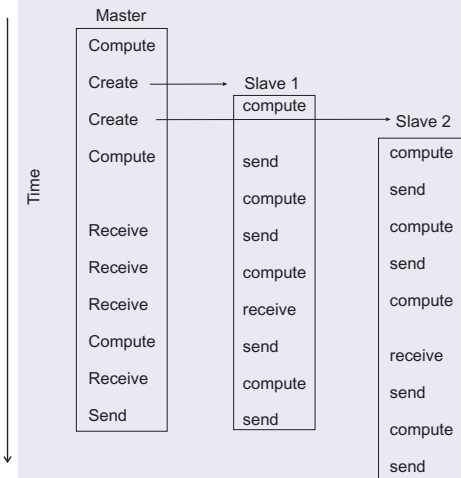 Time
Master
Compute
Create
Create
Compute
Receive
Receive
Receive
Compute
Receive
Send
Slave 1
compute
send
compute
send
compute
receive
send
compute
send
Slave 2
compute
send
compute
send
compute
receive
send
compute
send